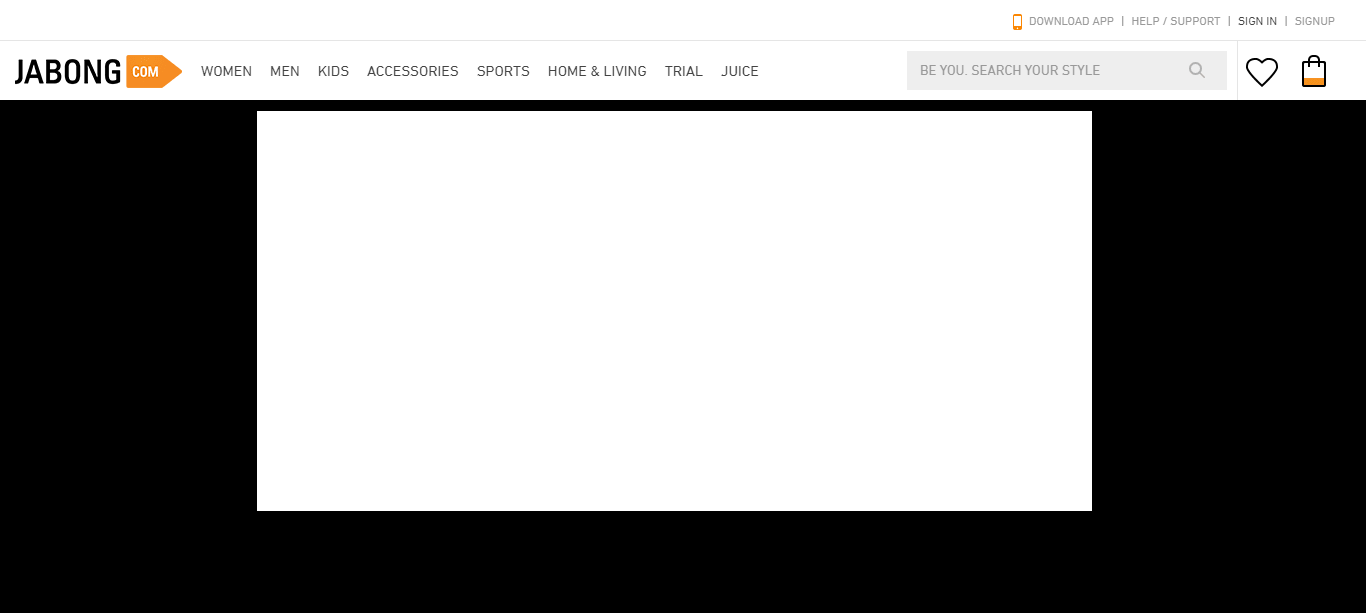 DOWNLOAD APP | HELP / SUPPORT | SIGN IN | SIGNUP
JABONG COM WOMEN MEN KIDS ACCESSORIES SPORTS HOME & LIVING TRIAL JUICE BE YOU. SEARCH YOUR STYLE